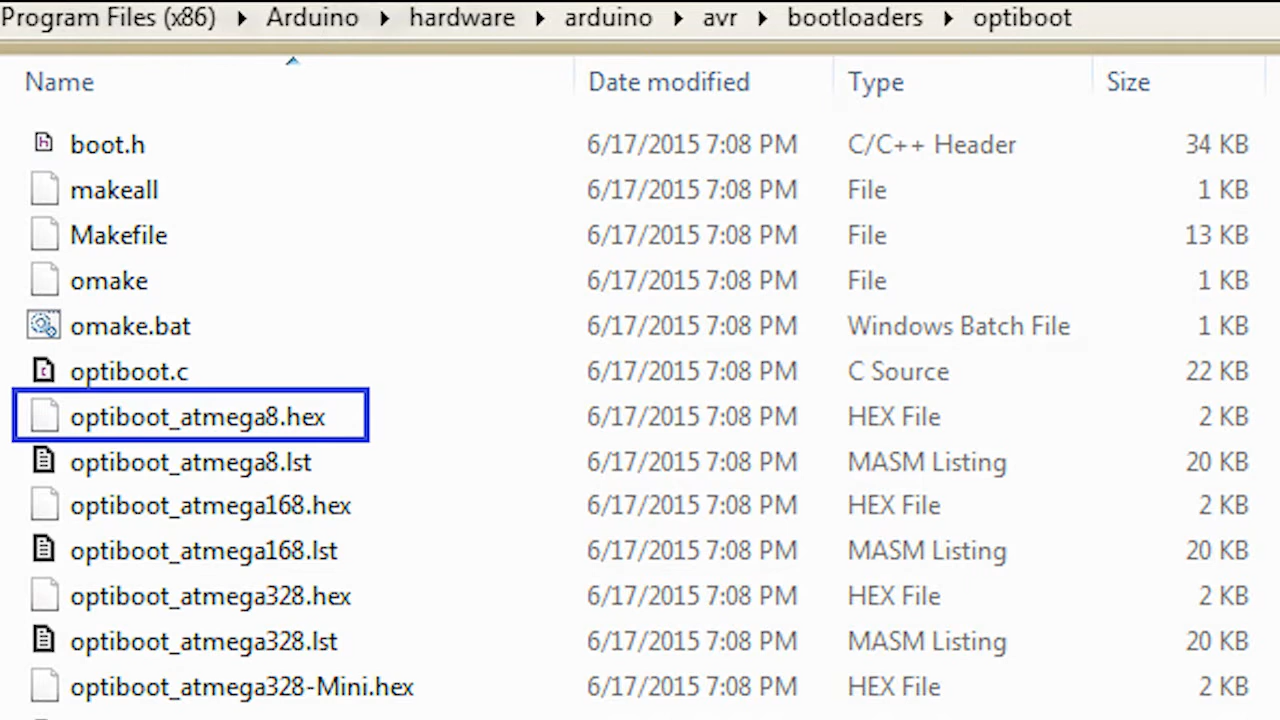 Program Files (x86) ▸ Arduino ▸ hardware ▸ arduino ▸ avr ▸ bootloaders ▸ optiboot
Name Date modified Type Size
boot.h 6/17/2015 7:08 PM C/C++ Header 34 KB
makeall 6/17/2015 7:08 PM File 1 KB
Makefile 6/17/2015 7:08 PM File 13 KB
omake 6/17/2015 7:08 PM File 1 KB
omake.bat 6/17/2015 7:08 PM Windows Batch File 1 KB
optiboot.c 6/17/2015 7:08 PM C Source 22 KB
optiboot_atmega8.hex 6/17/2015 7:08 PM HEX File 2 KB
optiboot_atmega8.lst 6/17/2015 7:08 PM MASM Listing 20 KB
optiboot_atmega168.hex 6/17/2015 7:08 PM HEX File 2 KB
optiboot_atmega168.lst 6/17/2015 7:08 PM MASM Listing 20 KB
optiboot_atmega328.hex 6/17/2015 7:08 PM HEX File 2 KB
optiboot_atmega328.lst 6/17/2015 7:08 PM MASM Listing 20 KB
optiboot_atmega328-Mini.hex 6/17/2015 7:08 PM HEX File 2 KB